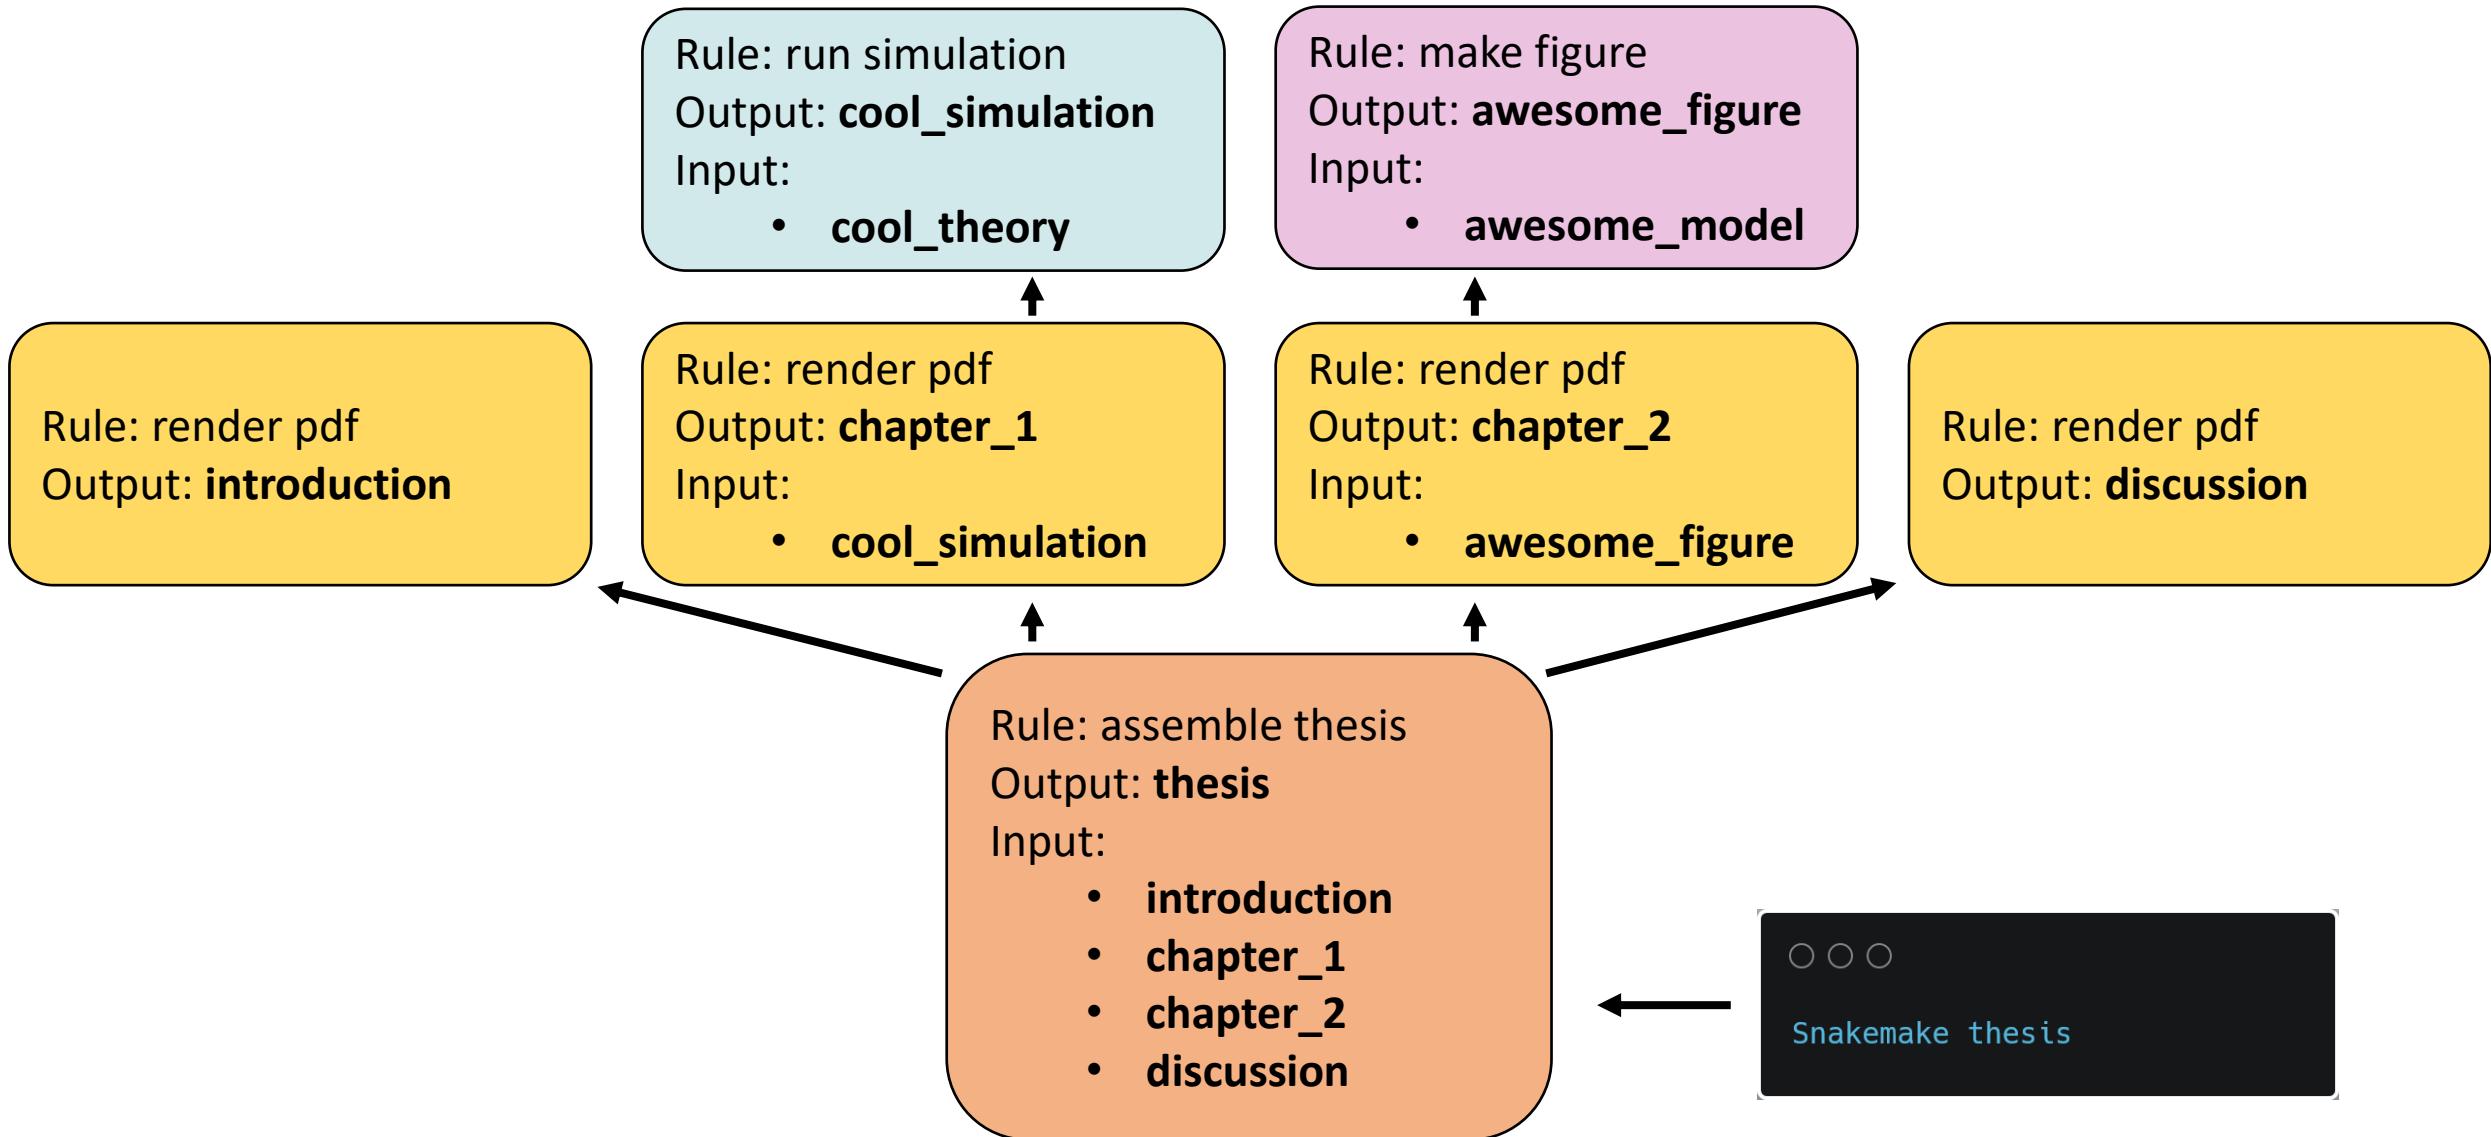 Rule: run simulation
Output: cool_simulation
Input:
• cool_theory
Rule: make figure
Output: awesome_figure
Input:
• awesome_model
Rule: render pdf
Output: introduction
Rule: render pdf
Output: chapter_1
Input:
• cool_simulation
Rule: render pdf
Output: chapter_2
Input:
• awesome_figure
Rule: render pdf
Output: discussion
Rule: assemble thesis
Output: thesis
Input:
• introduction
• chapter_1
• chapter_2
• discussion
Snakemake thesis